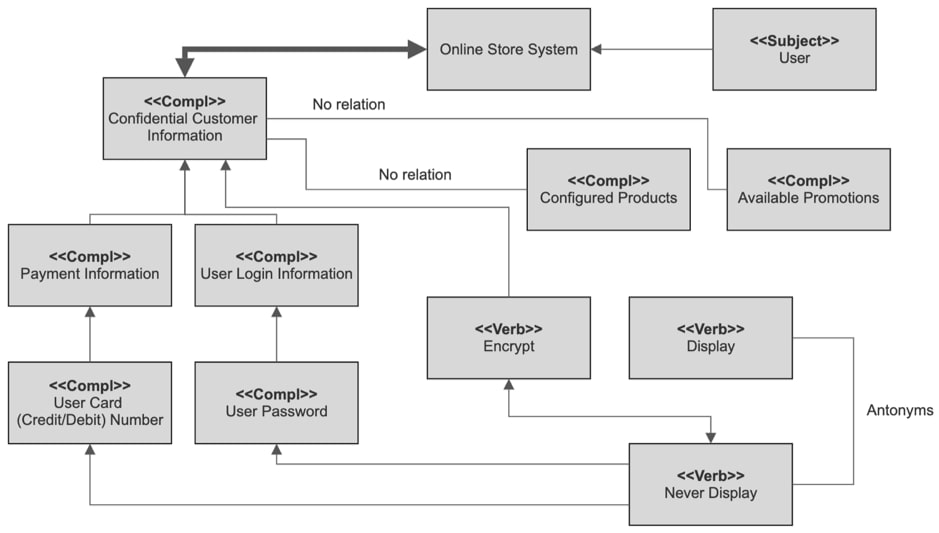 Online Store System
<<Subject>>
User
<<Compl>>
Confidential Customer
Information
No relation
No relation
<<Compl>>
Configured Products
<<Compl>>
Available Promotions
<<Compl>>
Payment Information
<<Compl>>
User Login Information
<<Verb>>
Encrypt
<<Verb>>
Display
<<Compl>>
User Card
(Credit/Debit) Number
<<Compl>>
User Password
Antonyms
<<Verb>>
Never Display